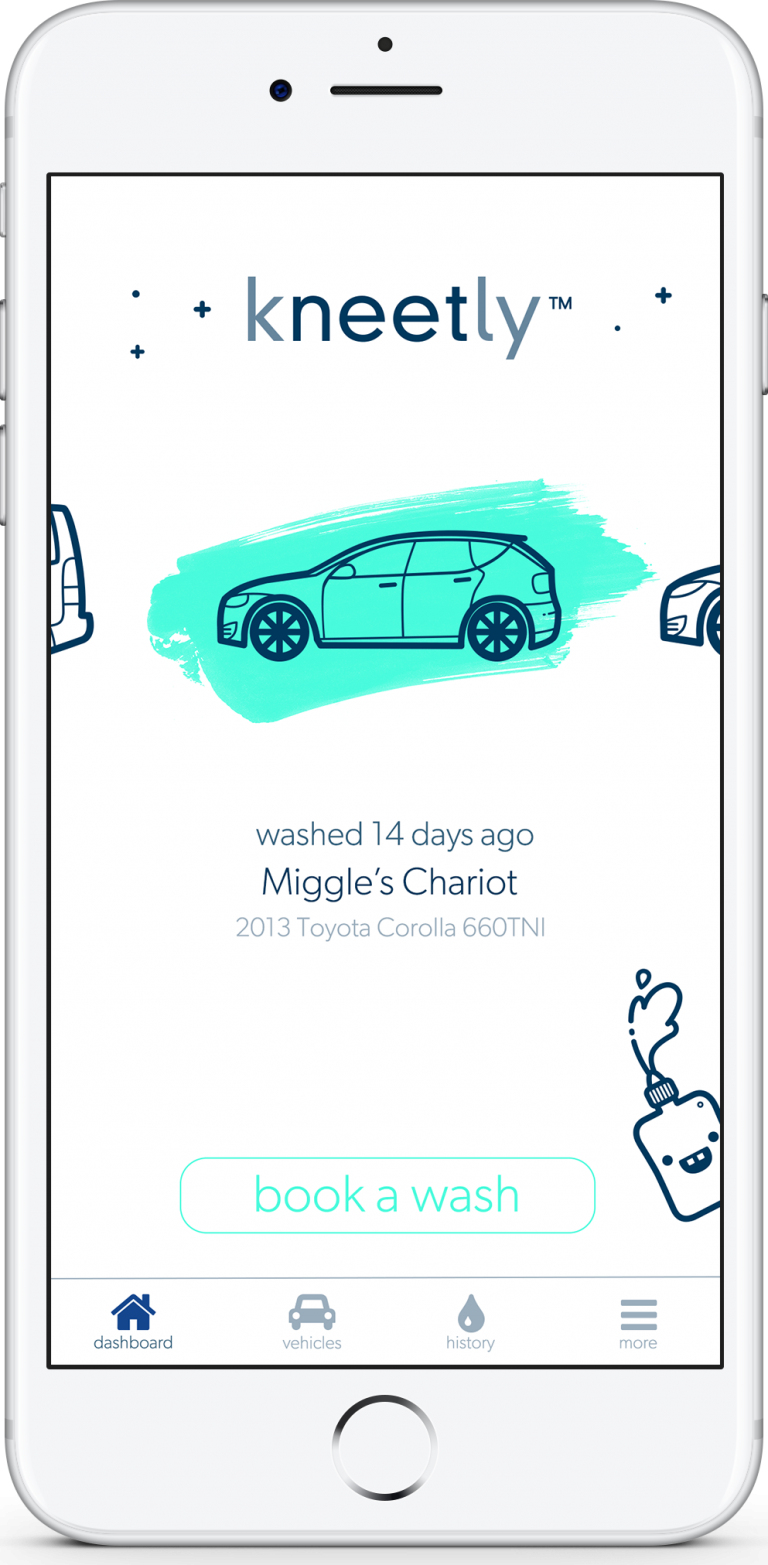 kneetly™
washed 14 days ago
Miggle's Chariot
2013 Toyota Corolla 660TNI
book a wash
dashboard vehicles history more